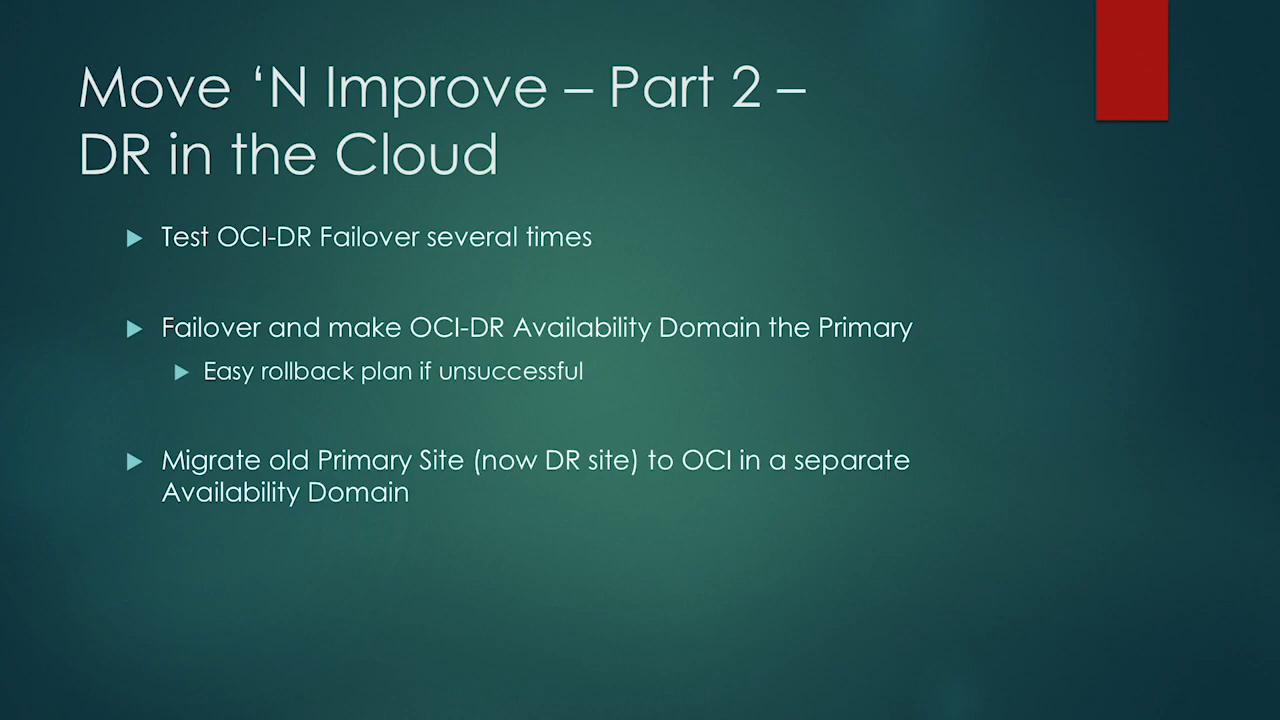 Move ‘N Improve – Part 2 –
DR in the Cloud
Test OCI-DR Failover several times
Failover and make OCI-DR Availability Domain the Primary
Easy rollback plan if unsuccessful
Migrate old Primary Site (now DR site) to OCI in a separate
Availability Domain